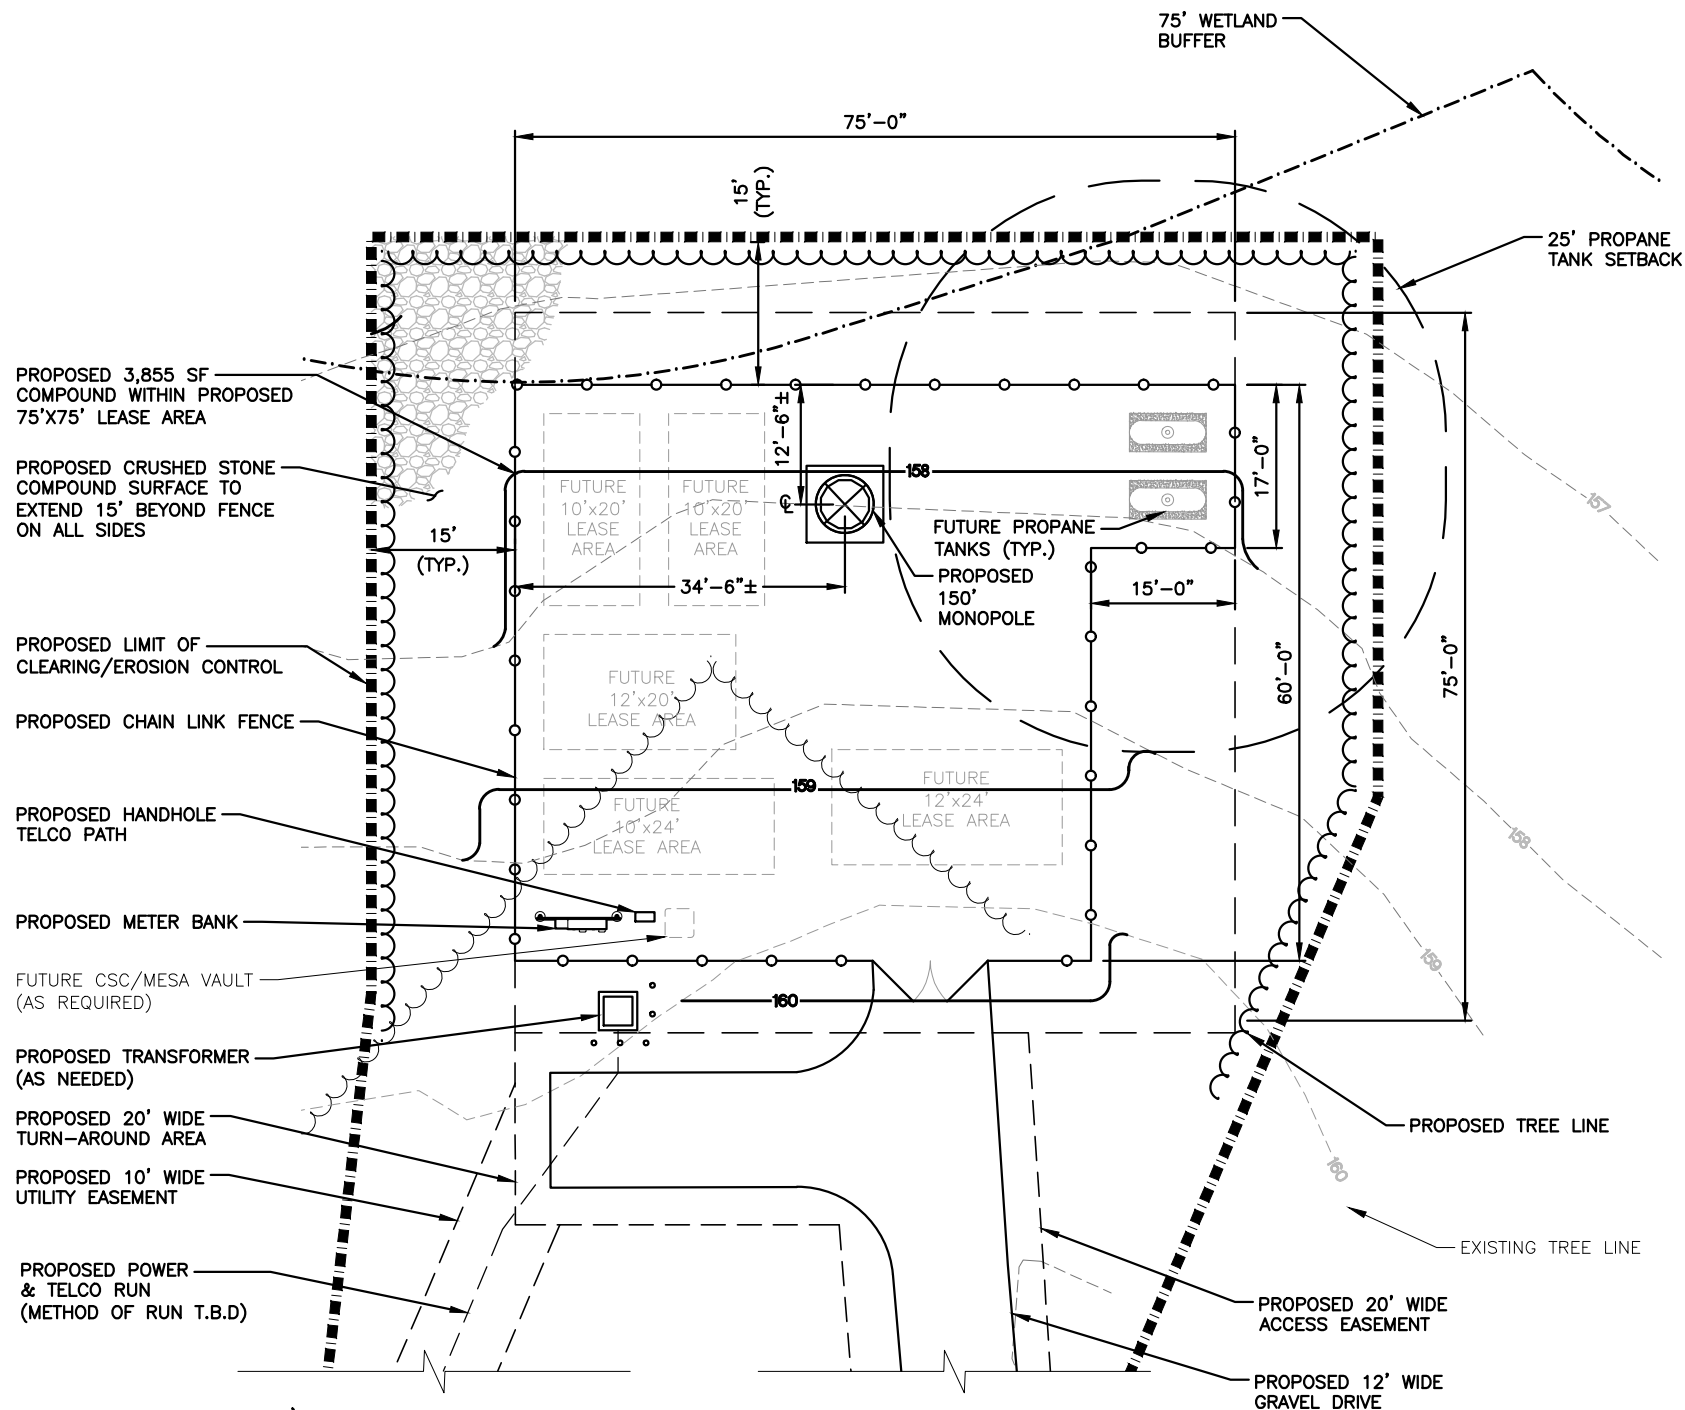 75' WETLAND
BUFFER
75'-0"
15'
(TYP.)
25' PROPANE
TANK SETBACK
PROPOSED 3,855 SF
COMPOUND WITHIN PROPOSED
75'X75' LEASE AREA
PROPOSED CRUSHED STONE
COMPOUND SURFACE TO
EXTEND 15' BEYOND FENCE
ON ALL SIDES
15'
(TYP.)
12'-6"±
17'-0"
158
FUTURE
10'x20'
LEASE
AREA
FUTURE
10'x20'
LEASE
AREA
℄
FUTURE PROPANE
TANKS (TYP.)
157
PROPOSED
150'
MONOPOLE
34'-6"±
15'-0"
PROPOSED LIMIT OF
CLEARING/EROSION CONTROL
60'-0"
75'-0"
FUTURE
12'x20'
LEASE AREA
PROPOSED CHAIN LINK FENCE
159
FUTURE
12'x24'
LEASE AREA
FUTURE
10'x24'
LEASE AREA
158
PROPOSED HANDHOLE
TELCO PATH
PROPOSED METER BANK
159
FUTURE CSC/MESA VAULT
(AS REQUIRED)
160
PROPOSED TRANSFORMER
(AS NEEDED)
PROPOSED 20' WIDE
TURN-AROUND AREA
PROPOSED TREE LINE
160
PROPOSED 10' WIDE
UTILITY EASEMENT
EXISTING TREE LINE
PROPOSED POWER
& TELCO RUN
(METHOD OF RUN T.B.D)
PROPOSED 20' WIDE
ACCESS EASEMENT
PROPOSED 12' WIDE
GRAVEL DRIVE